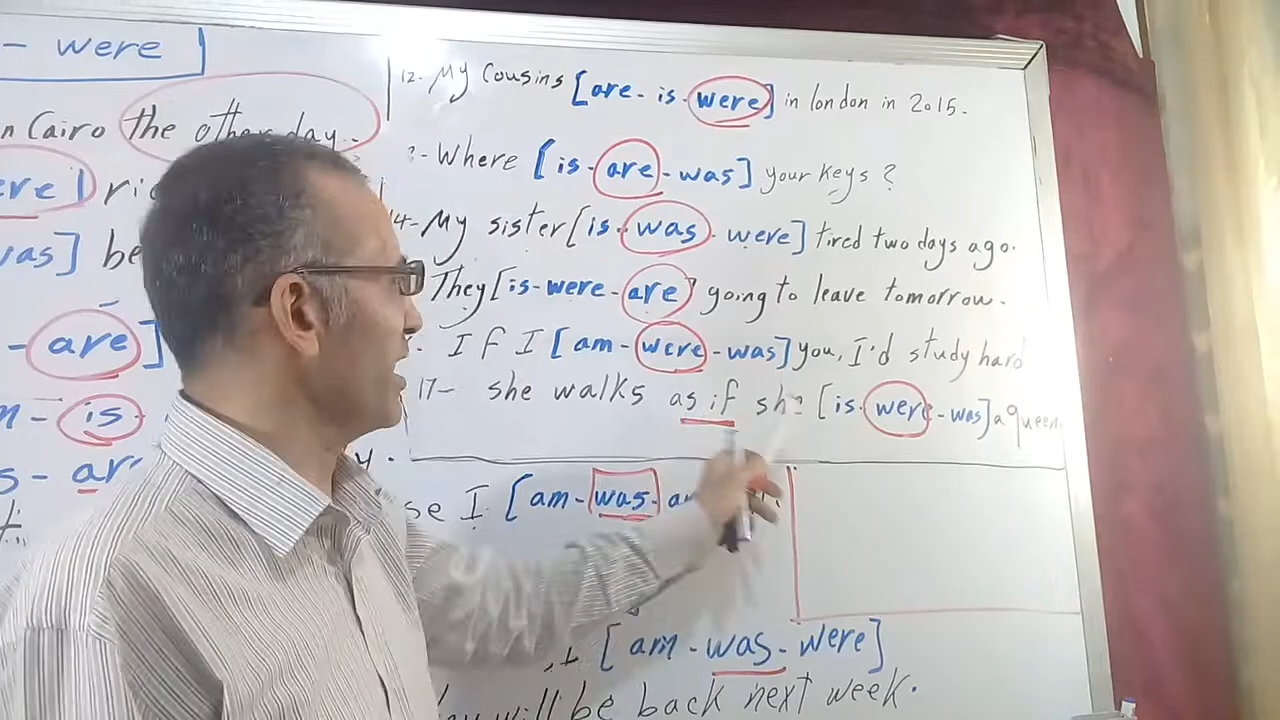 - were
n Cairo the other day..
ere] ri
was] be
- are]
- is
s - ar
12- My Cousins [are - is - were] in london in 2015.
- Where [is - are - was] your keys ?
14- My sister [is - was - were] tired two days ago.
They [is - were - are] going to leave tomorrow.
If I [am - were - was] you, I'd study hard
17- she walks as if she [is - were - was] a queen
se I [am - was - a
[am - was - were]
will be back next week.